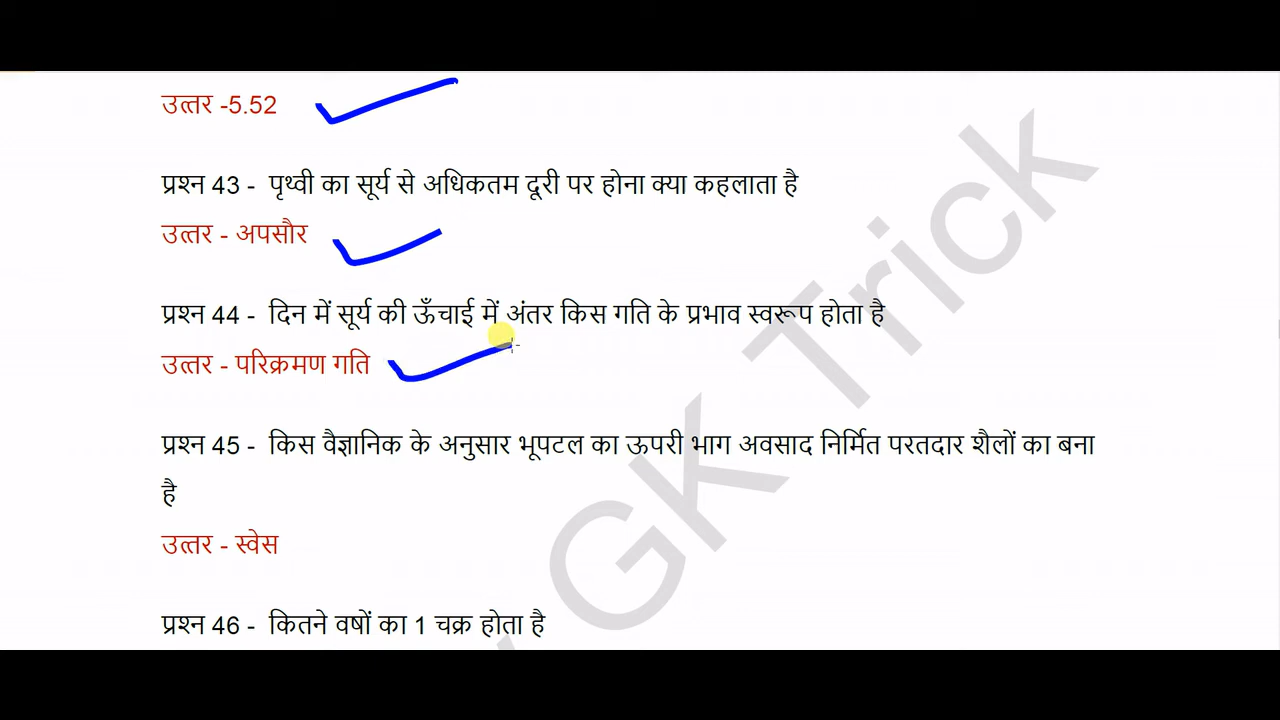 उत्तर -5.52
प्रश्न 43 - पृथ्वी का सूर्य से अधिकतम दूरी पर होना क्या कहलाता है
उत्तर - अपसौर
प्रश्न 44 - दिन में सूर्य की ऊँचाई में अंतर किस गति के प्रभाव स्वरूप होता है
उत्तर - परिक्रमण गति
प्रश्न 45 - किस वैज्ञानिक के अनुसार भूपटल का ऊपरी भाग अवसाद निर्मित परतदार शैलों का बना
है
उत्तर - स्वेस
प्रश्न 46 - कितने वर्षो का 1 चक्र होता है
GK Trick